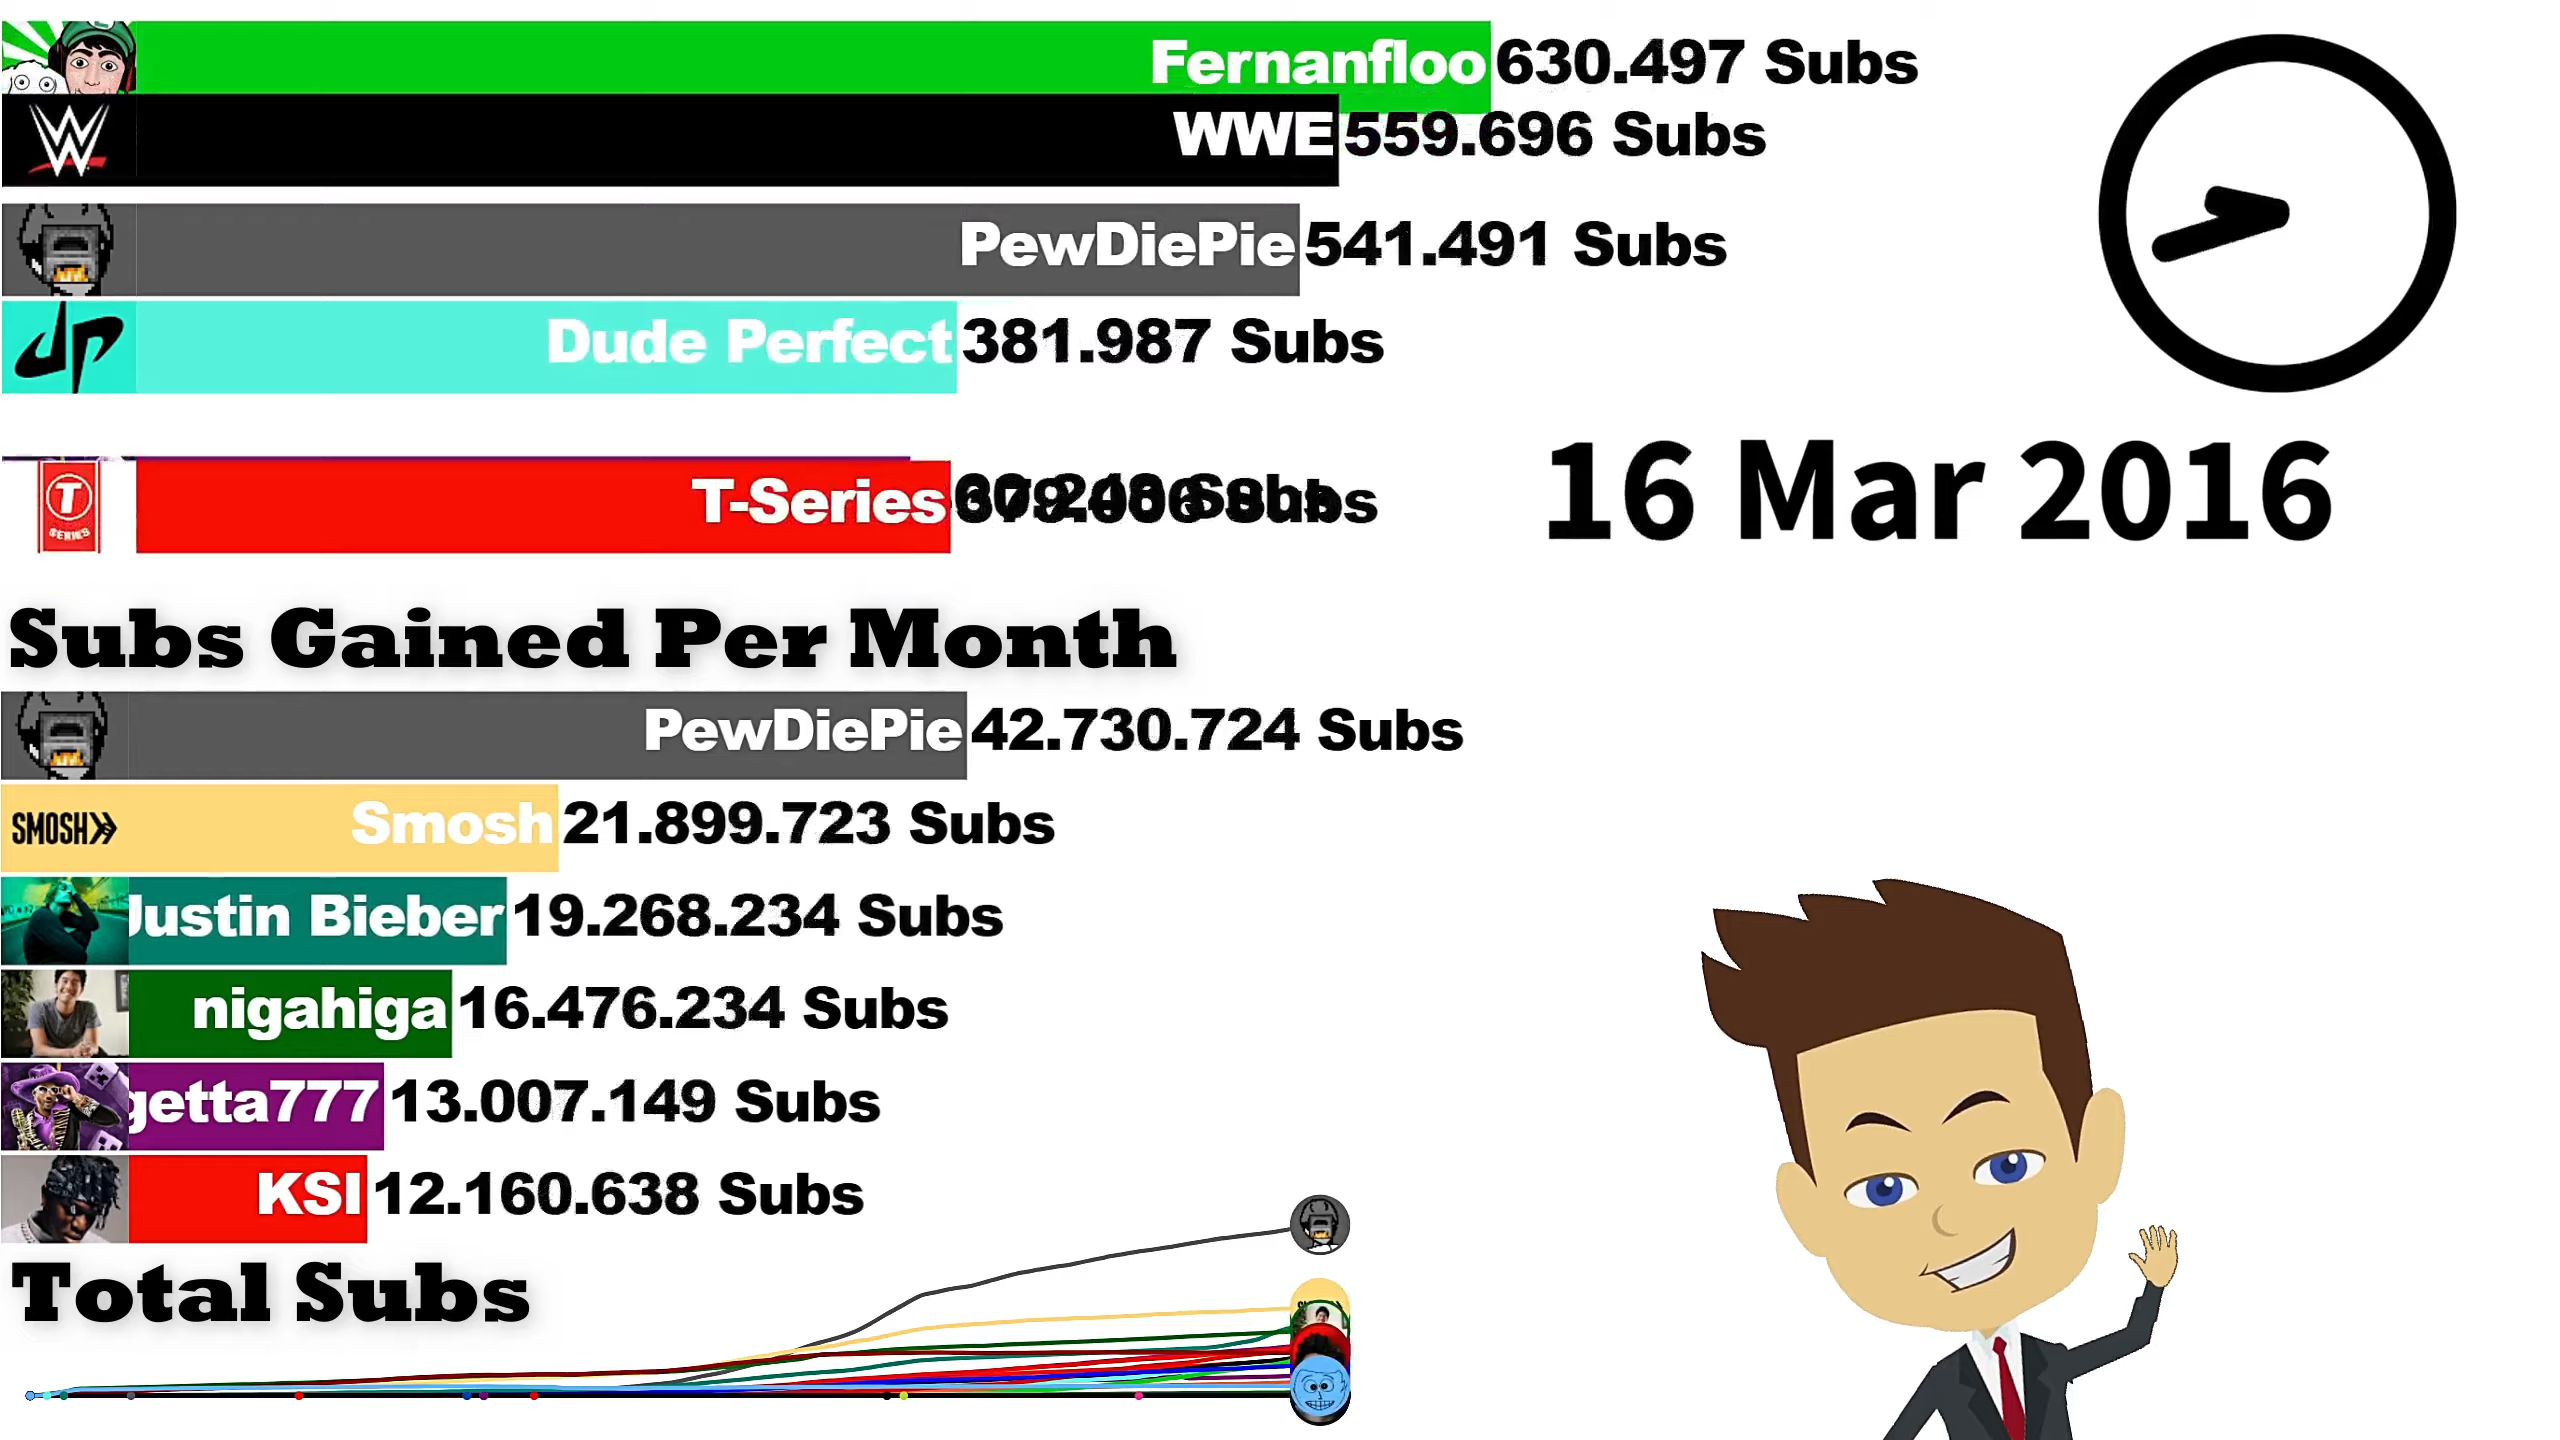 Fernanfloo 630.497 Subs
WWE 559.696 Subs
PewDiePie 541.491 Subs
Dude Perfect 381.987 Subs
T-Series Subs
16 Mar 2016
Subs Gained Per Month
PewDiePie 42.730.724 Subs
SMOSH Smosh 21.899.723 Subs
Justin Bieber 19.268.234 Subs
nigahiga 16.476.234 Subs
getta777 13.007.149 Subs
KSI 12.160.638 Subs
Total Subs